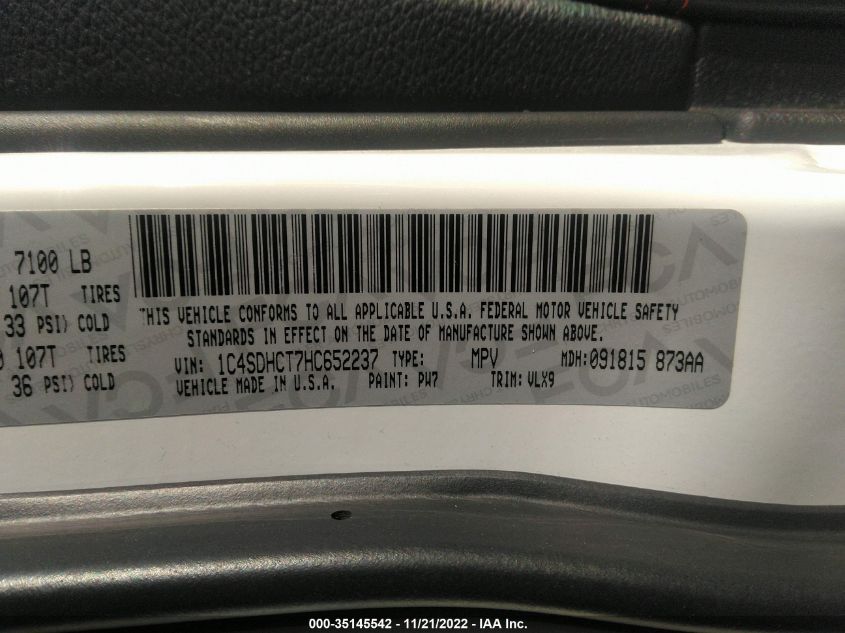 7100 LB
107T TIRES
33 PSI) COLD
0 107T TIRES
36 PSI) COLD
THIS VEHICLE CONFORMS TO ALL APPLICABLE U.S.A. FEDERAL MOTOR VEHICLE SAFETY
STANDARDS IN EFFECT ON THE DATE OF MANUFACTURE SHOWN ABOVE.
VIN: 1C4SDHCT7HC652237 TYPE: MPV MDH:091815 873AA
VEHICLE MADE IN U.S.A. PAINT: PW7 TRIM: VLX9
000-35145542 - 11/21/2022 - IAA Inc.